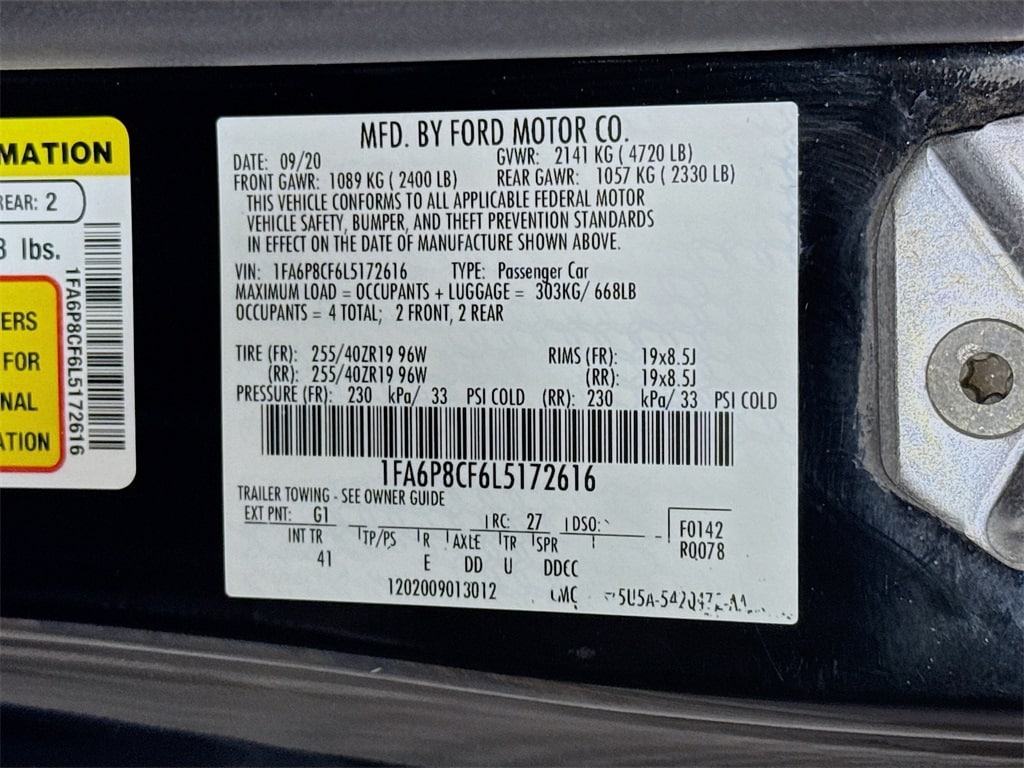 MATION
REAR: 2
lbs.
ERS
FOR
NAL
ATION
1FA6P8CF6L5172616
MFD. BY FORD MOTOR CO.
DATE: 09/20 GVWR: 2141 KG ( 4720 LB)
FRONT GAWR: 1089 KG ( 2400 LB) REAR GAWR: 1057 KG ( 2330 LB)
THIS VEHICLE CONFORMS TO ALL APPLICABLE FEDERAL MOTOR
VEHICLE SAFETY, BUMPER, AND THEFT PREVENTION STANDARDS
IN EFFECT ON THE DATE OF MANUFACTURE SHOWN ABOVE.
VIN: 1FA6P8CF6L5172616 TYPE: Passenger Car
MAXIMUM LOAD = OCCUPANTS + LUGGAGE = 303KG/ 668LB
OCCUPANTS = 4 TOTAL; 2 FRONT, 2 REAR
TIRE (FR): 255/40ZR19 96W RIMS (FR): 19x8.5J
(RR): 255/40ZR19 96W (RR): 19x8.5J
PRESSURE (FR): 230 kPa/ 33 PSI COLD (RR): 230 kPa/ 33 PSI COLD
1FA6P8CF6L5172616
TRAILER TOWING - SEE OWNER GUIDE
EXT PNT: G1 RC: 27 DSO: F0142
INT TR TP/PS R AXLE TR SPR RQ078
41 E DD U DDCC
1202009013012